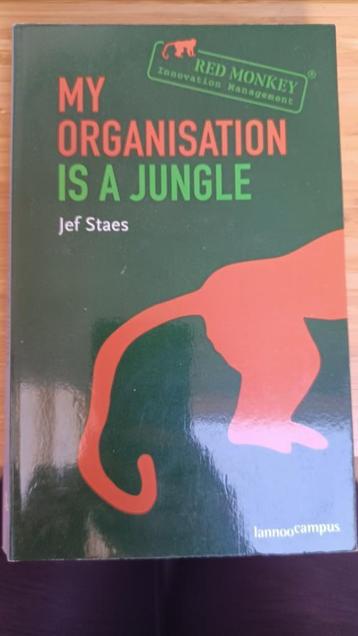 RED MONKEY®
Innovation Management
MY
ORGANISATION
IS A JUNGLE
Jef Staes
lannoocampus